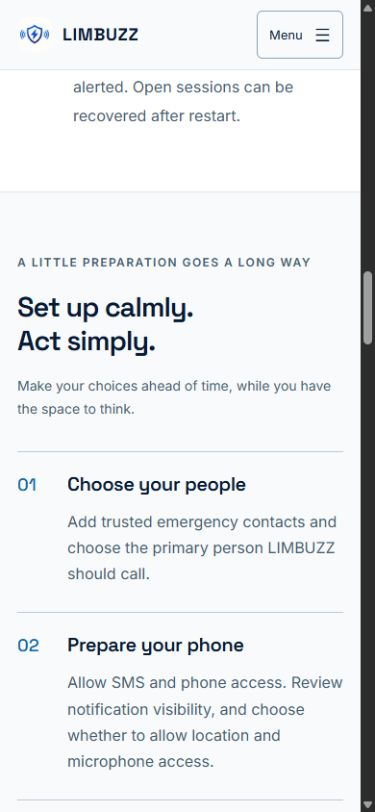 LIMBUZZ
Menu
alerted. Open sessions can be
recovered after restart.
A LITTLE PREPARATION GOES A LONG WAY
Set up calmly.
Act simply.
Make your choices ahead of time, while you have
the space to think.
01 Choose your people
Add trusted emergency contacts and
choose the primary person LIMBUZZ
should call.
02 Prepare your phone
Allow SMS and phone access. Review
notification visibility, and choose
whether to allow location and
microphone access.